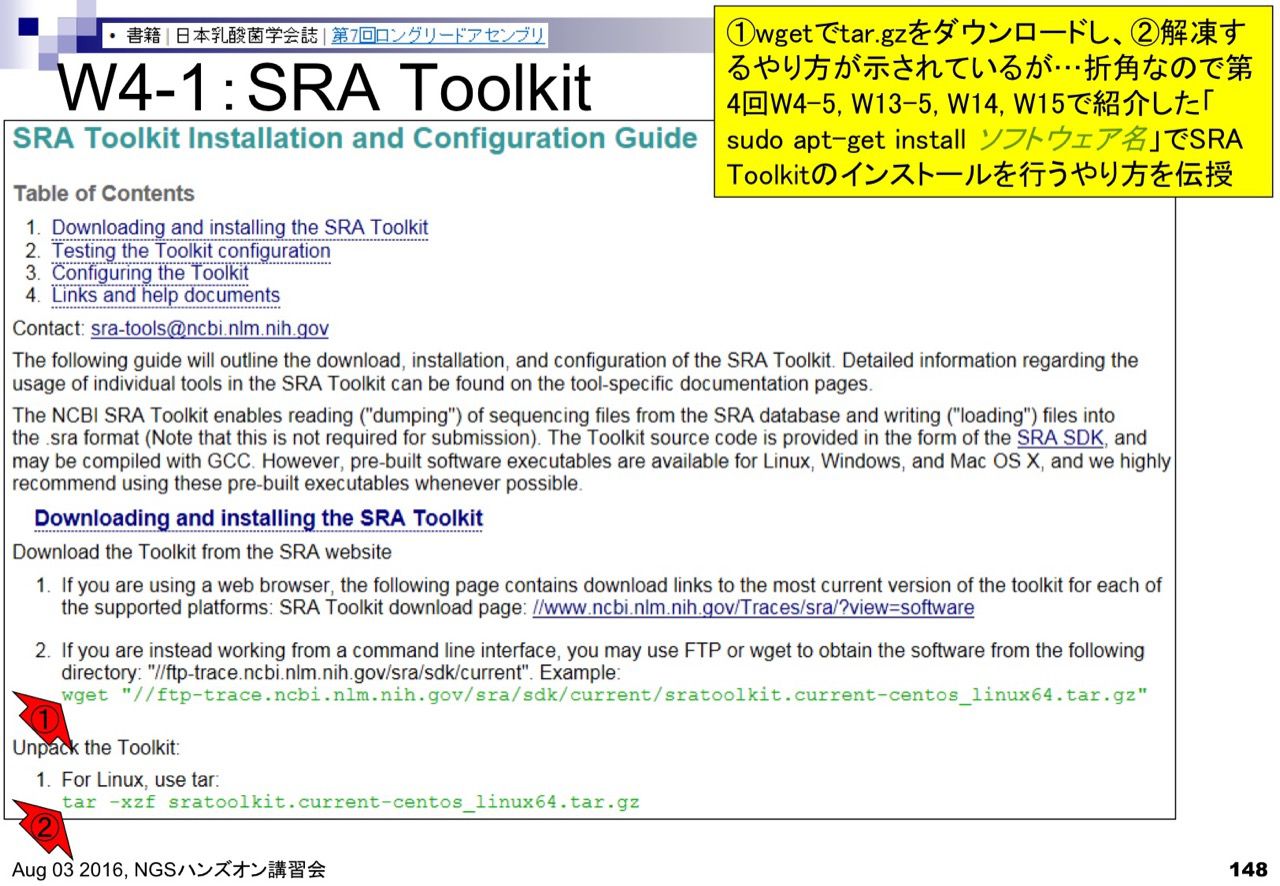 • 書籍 | 日本乳酸菌学会誌 | 第7回ロングリードアセンブリ
W4-1:SRA Toolkit
①wgetでtar.gzをダウンロードし、②解凍す
るやり方が示されているが…折角なので第
4回W4-5, W13-5, W14, W15で紹介した「
sudo apt-get install ソフトウェア名」でSRA
Toolkitのインストールを行うやり方を伝授
SRA Toolkit Installation and Configuration Guide
Table of Contents
1. Downloading and installing the SRA Toolkit
2. Testing the Toolkit configuration
3. Configuring the Toolkit
4. Links and help documents
Contact: sra-tools@ncbi.nlm.nih.gov
The following guide will outline the download, installation, and configuration of the SRA Toolkit. Detailed information regarding the
usage of individual tools in the SRA Toolkit can be found on the tool-specific documentation pages.
The NCBI SRA Toolkit enables reading ("dumping") of sequencing files from the SRA database and writing ("loading") files into
the .sra format (Note that this is not required for submission). The Toolkit source code is provided in the form of the SRA SDK, and
may be compiled with GCC. However, pre-built software executables are available for Linux, Windows, and Mac OS X, and we highly
recommend using these pre-built executables whenever possible.
Downloading and installing the SRA Toolkit
Download the Toolkit from the SRA website
1. If you are using a web browser, the following page contains download links to the most current version of the toolkit for each of
the supported platforms: SRA Toolkit download page: //www.ncbi.nlm.nih.gov/Traces/sra/?view=software
2. If you are instead working from a command line interface, you may use FTP or wget to obtain the software from the following
directory: "//ftp-trace.ncbi.nlm.nih.gov/sra/sdk/current". Example:
wget "//ftp-trace.ncbi.nlm.nih.gov/sra/sdk/current/sratoolkit.current-centos_linux64.tar.gz"
①
Unpack the Toolkit:
1. For Linux, use tar:
tar -xzf sratoolkit.current-centos_linux64.tar.gz
②
Aug 03 2016, NGSハンズオン講習会
148